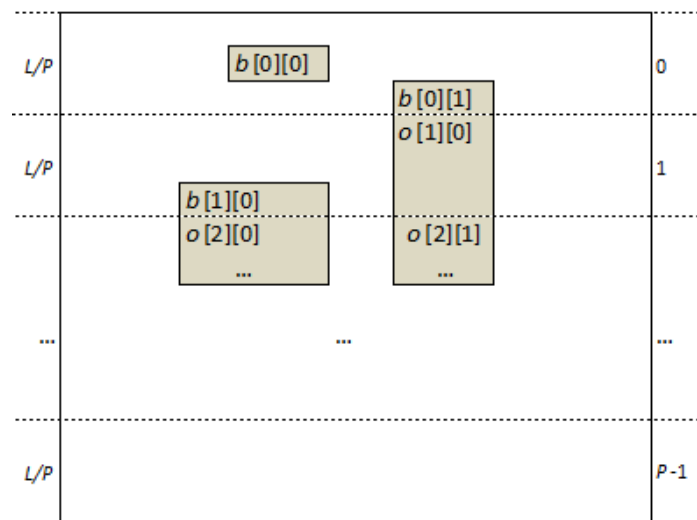 L/P b[0][0] 0
b[0][1]
o[1][0]
L/P 1
b[1][0]
o[2][0] o[2][1]
... ...
... ... ...
L/P P-1